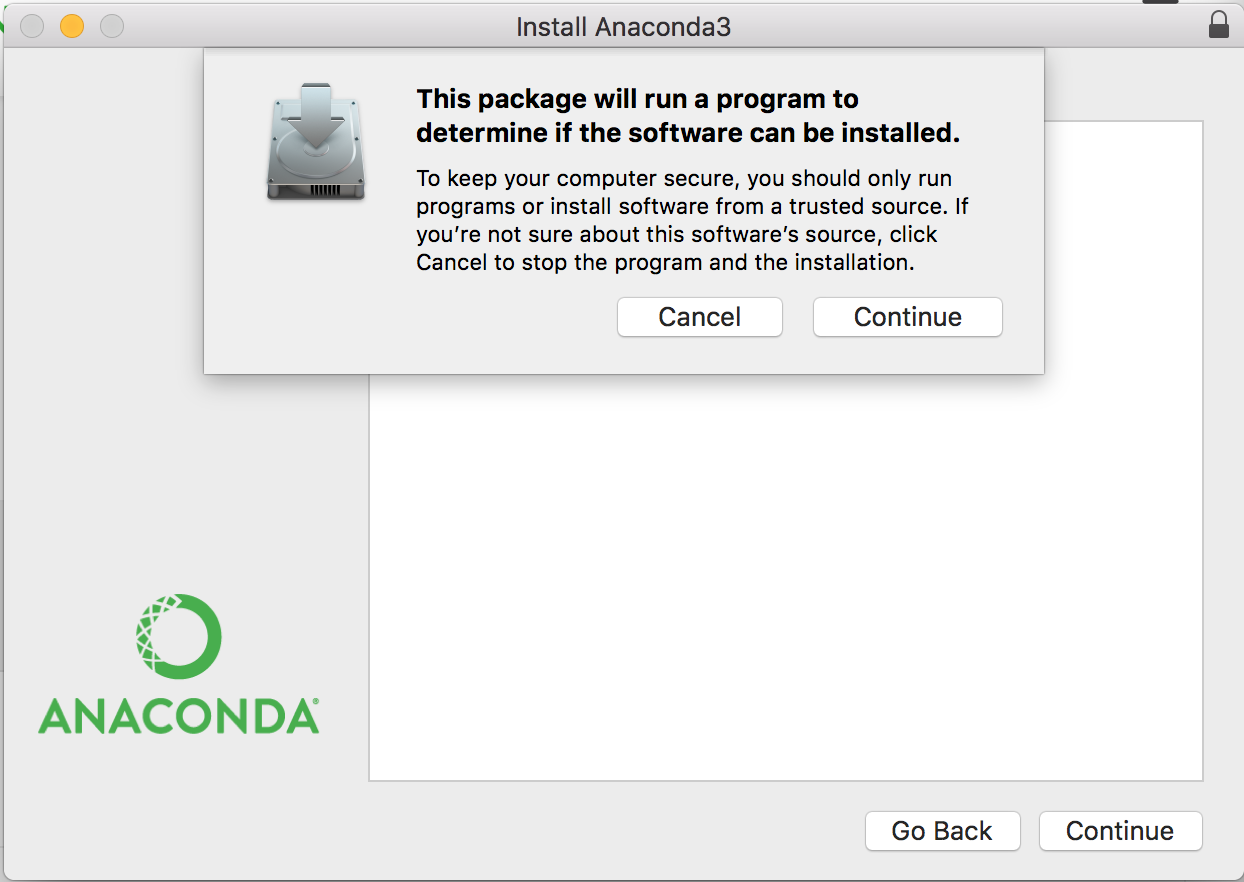 Install Anaconda3
This package will run a program to
determine if the software can be installed.
To keep your computer secure, you should only run
programs or install software from a trusted source. If
you’re not sure about this software’s source, click
Cancel to stop the program and the installation.
Cancel
Continue
ANACONDA®
Go Back
Continue